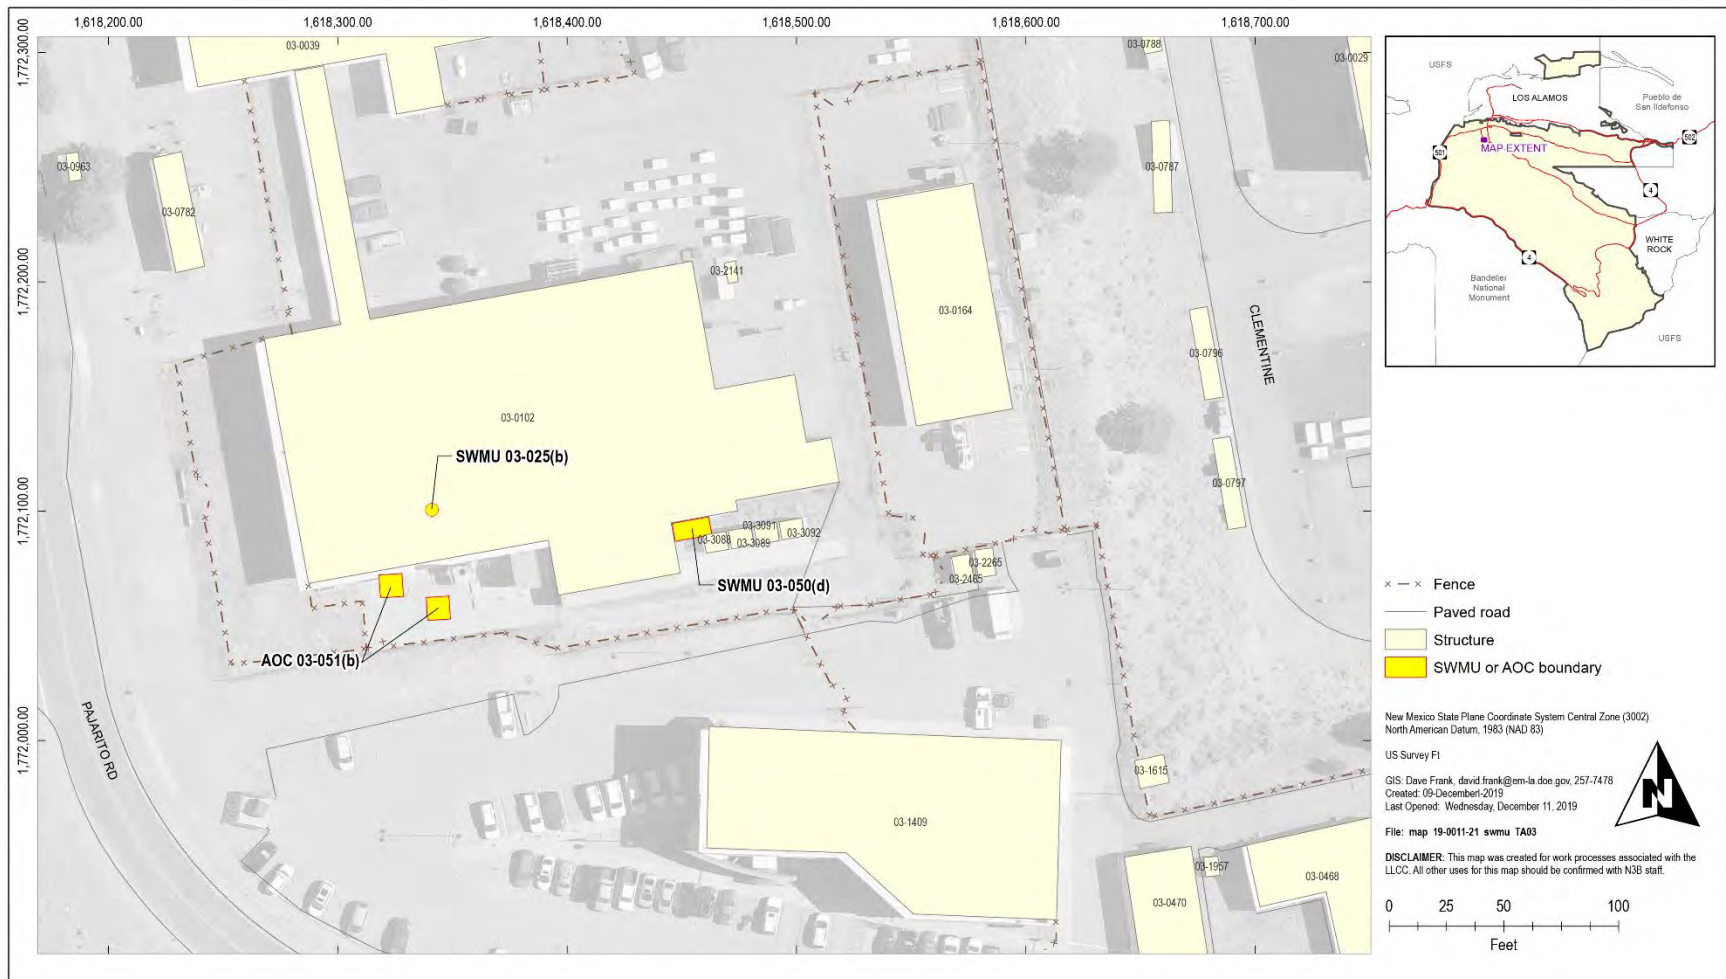 1,618,200.00
1,618,300.00
1,618,400.00
1,618,500.00
1,618,600.00
1,618,700.00
1,772,300.00
1,772,200.00
1,772,100.00
1,772,000.00
03-0039
03-0788
03-0029
03-0963
03-0782
03-0787
03-2141
03-0164
03-0796
CLEMENTINE
03-0102
SWMU 03-025(b)
03-0797
03-3091
03-3092
03-3088
03-3089
03-2265
03-2465
SWMU 03-050(d)
AOC 03-051(b)
PAJARITO RD
03-1615
03-1409
03-1957
03-0468
03-0470
USFS
LOS ALAMOS
Pueblo de
San Ildefonso
502
501
MAP EXTENT
4
WHITE
ROCK
4
Bandelier
National
Monument
USFS
Fence
Paved road
Structure
SWMU or AOC boundary
New Mexico State Plane Coordinate System Central Zone (3002)
North American Datum, 1983 (NAD 83)
US Survey Ft
GIS: Dave Frank, david.frank@em-la.doe.gov, 257-7478
Created: 09-Decemberl-2019
Last Opened: Wednesday, December 11, 2019
File: map 19-0011-21 swmu TA03
N
DISCLAIMER: This map was created for work processes associated with the
LLCC. All other uses for this map should be confirmed with N3B staff.
0 25 50 100
Feet